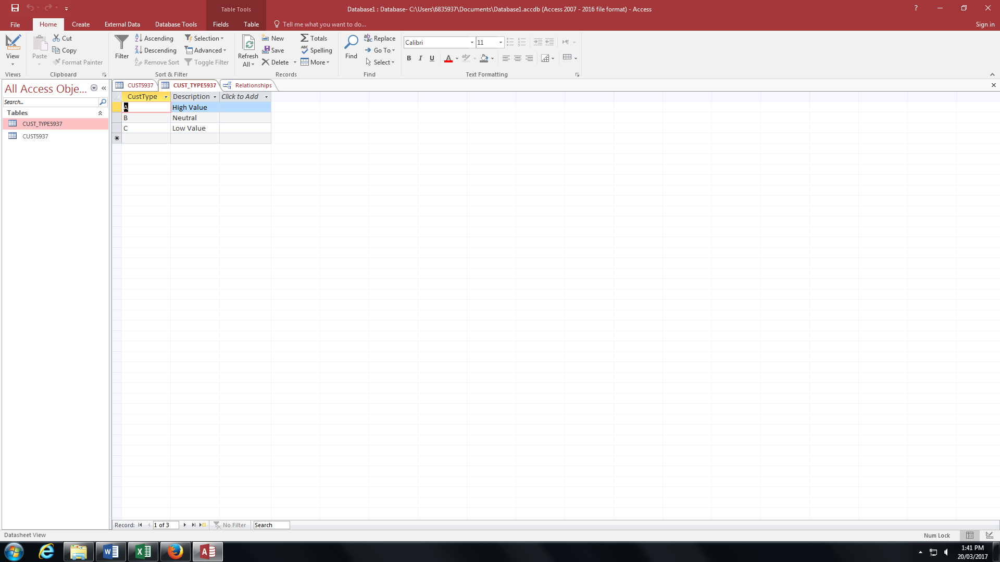 Table Tools
Database1 : Database- C:\Users\6835937\Documents\Database1.accdb (Access 2007 - 2016 file format) - Access
?
File Home Create External Data Database Tools Fields Table Tell me what you want to do... Sign in
View
Views
Paste
Cut
Copy
Format Painter
Clipboard
Filter
Ascending
Descending
Remove Sort
Selection
Advanced
Toggle Filter
Sort & Filter
Refresh
All
New
Save
Delete
Totals
Spelling
More
Records
Find
Replace
Go To
Select
Find
Calibri 11
B I U
Text Formatting
All Access Obje...
Search...
Tables
CUST_TYPE5937
CUST5937
CUST5937 CUST_TYPE5937 Relationships
CustType Description Click to Add
A High Value
B Neutral
C Low Value
Record: 1 of 3 No Filter Search
Datasheet View Num Lock
1:41 PM
20/03/2017